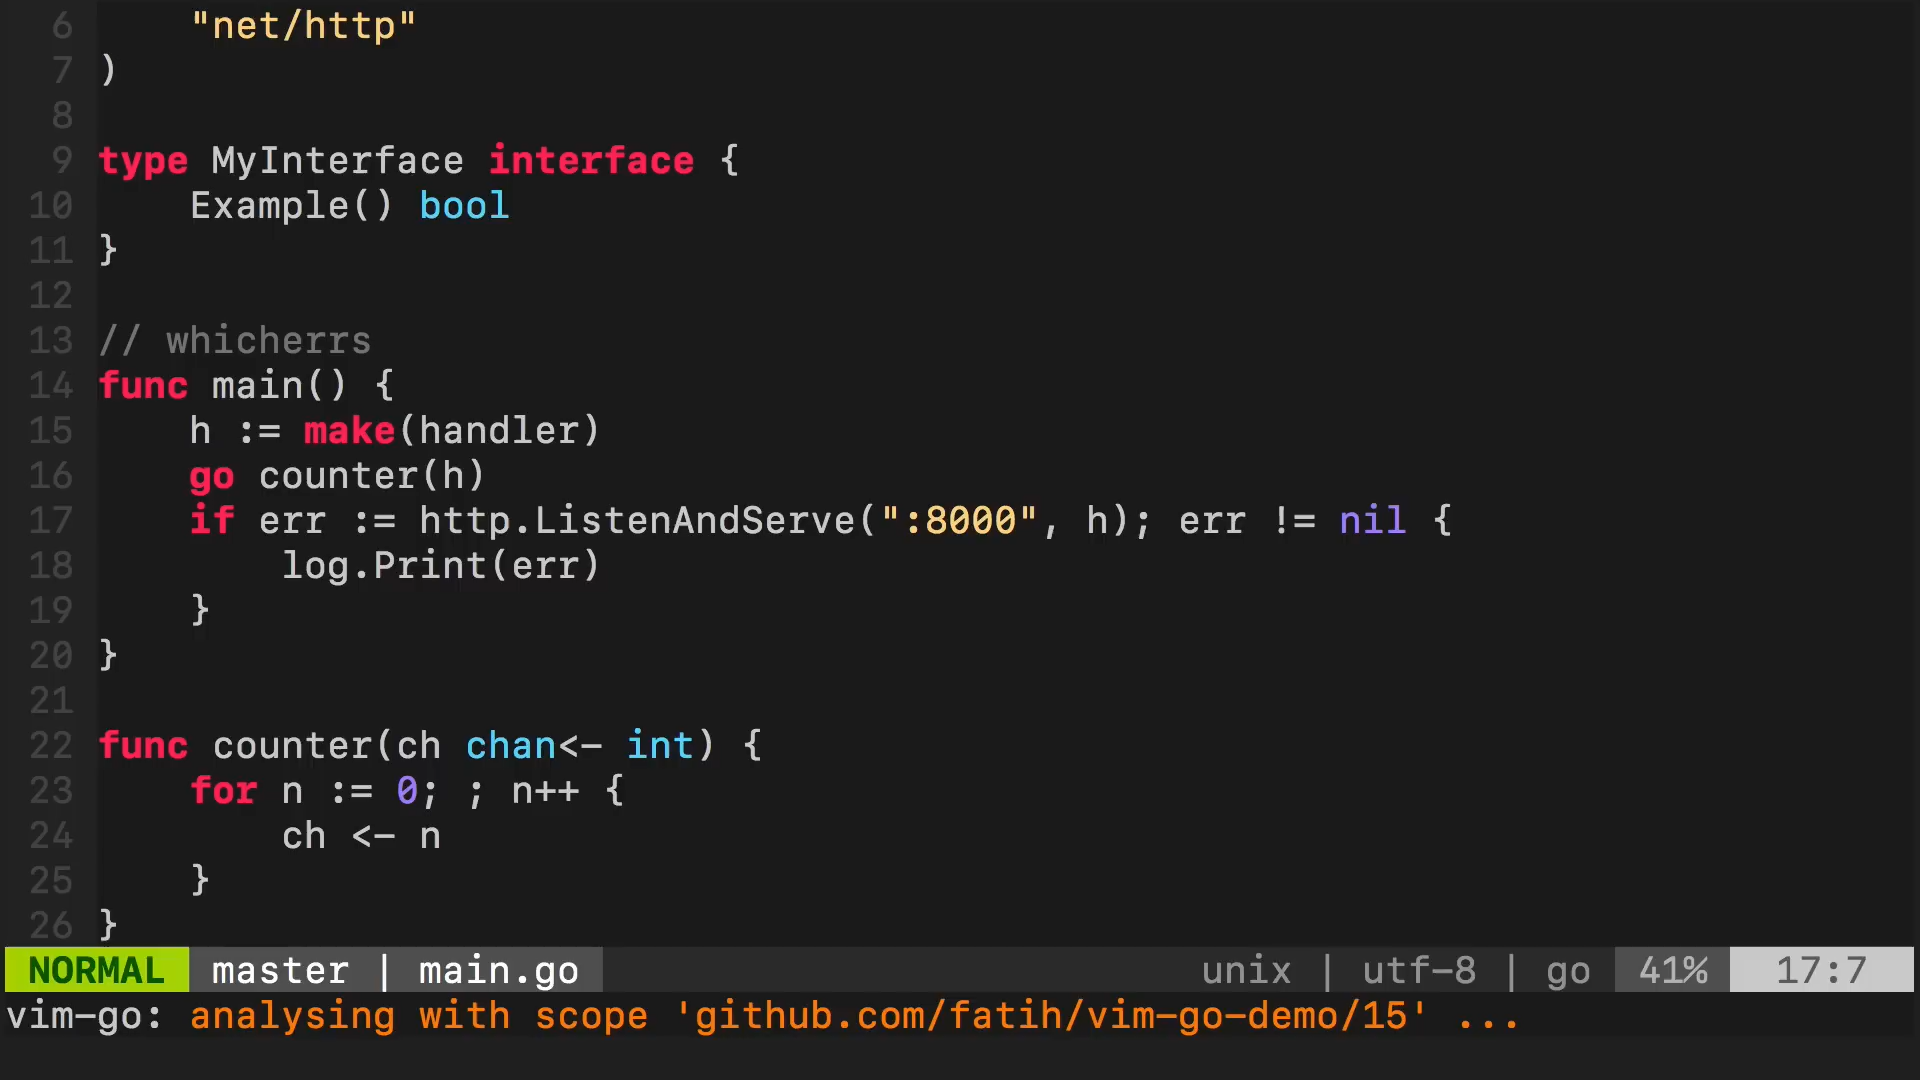 6 "net/http"
7 )
8
9 type MyInterface interface {
10 Example() bool
11 }
12
13 // whicherrs
14 func main() {
15 h := make(handler)
16 go counter(h)
17 if err := http.ListenAndServe(":8000", h); err != nil {
18 log.Print(err)
19 }
20 }
21
22 func counter(ch chan<- int) {
23 for n := 0; ; n++ {
24 ch <- n
25 }
26 }
NORMAL master | main.go unix | utf-8 | go 41% 17:7
vim-go: analysing with scope 'github.com/fatih/vim-go-demo/15' ...